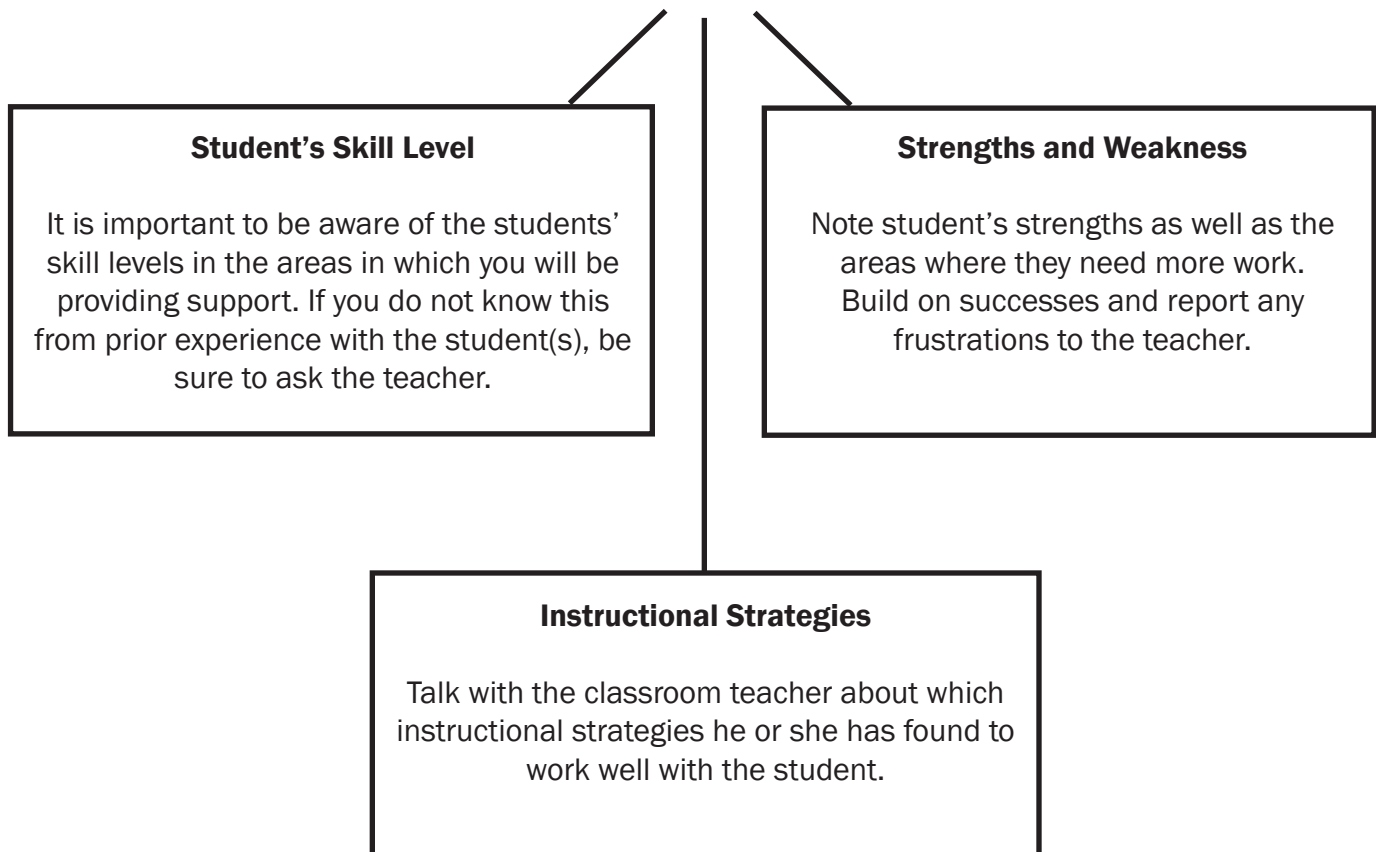 Student’s Skill Level
It is important to be aware of the students’
skill levels in the areas in which you will be
providing support. If you do not know this
from prior experience with the student(s), be
sure to ask the teacher.
Strengths and Weakness
Note student’s strengths as well as the
areas where they need more work.
Build on successes and report any
frustrations to the teacher.
Instructional Strategies
Talk with the classroom teacher about which
instructional strategies he or she has found to
work well with the student.